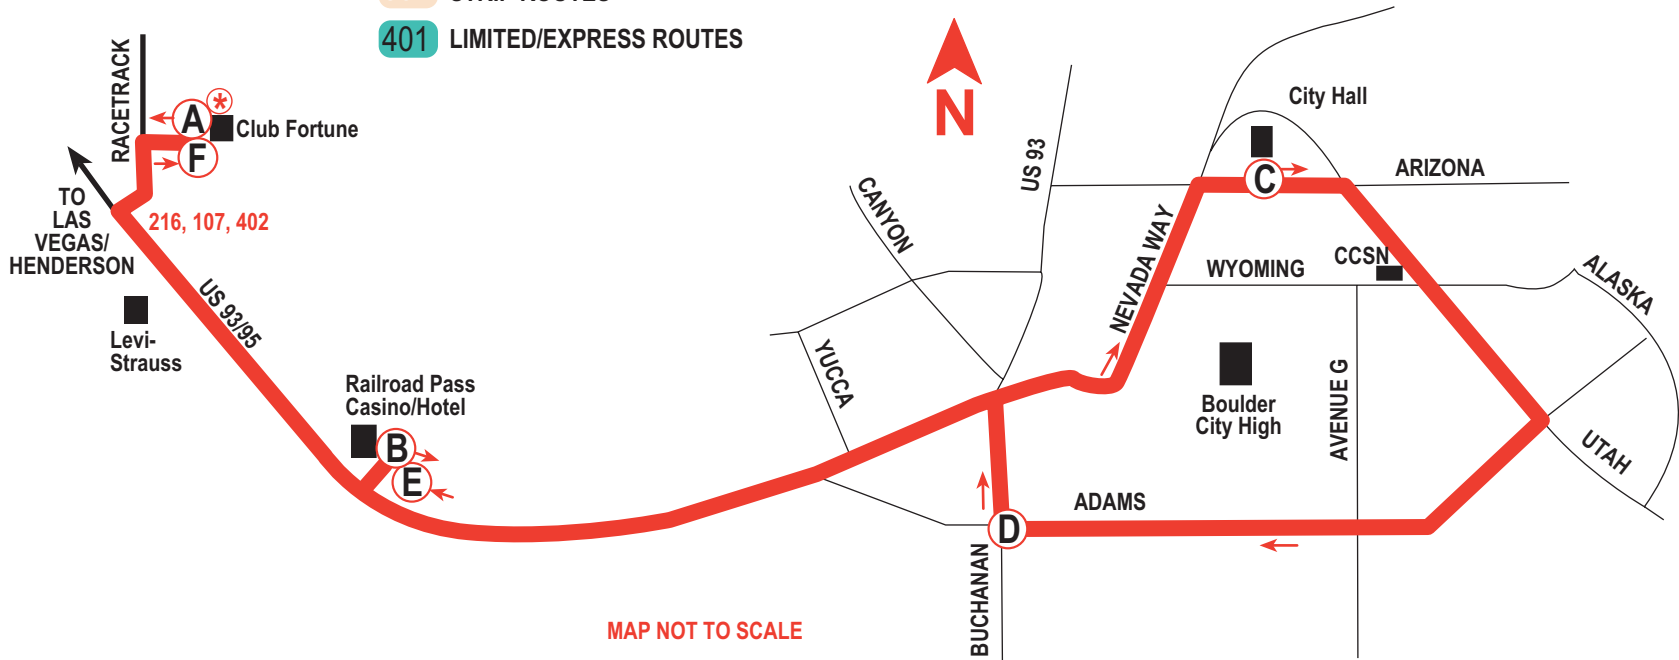 401 LIMITED/EXPRESS ROUTES
RACETRACK
A
*
Club Fortune
F
TO
LAS
VEGAS/
HENDERSON
216, 107, 402
US 93/95
Levi-
Strauss
Railroad Pass
Casino/Hotel
B
E
N
US 93
CANYON
YUCCA
City Hall
C
ARIZONA
NEVADA WAY
WYOMING
CCSN
ALASKA
Boulder
City High
AVENUE G
UTAH
ADAMS
D
BUCHANAN
MAP NOT TO SCALE